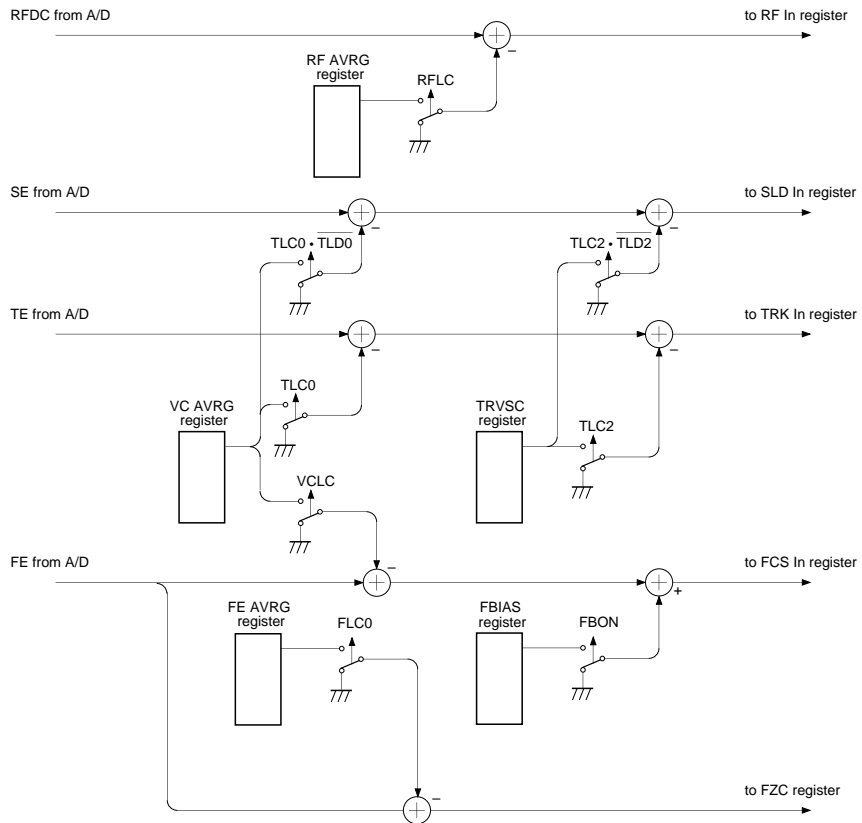 RFDC from A/D
to RF In register
−
RF AVRG
register
RFLC
SE from A/D
to SLD In register
−
−
TLC0 • T̅L̅D̅0̅
TLC2 • T̅L̅D̅2̅
TE from A/D
to TRK In register
−
−
TLC0
VC AVRG
register
TRVSC
register
TLC2
VCLC
FE from A/D
to FCS In register
−
+
FE AVRG
register
FLC0
FBIAS
register
FBON
−
to FZC register